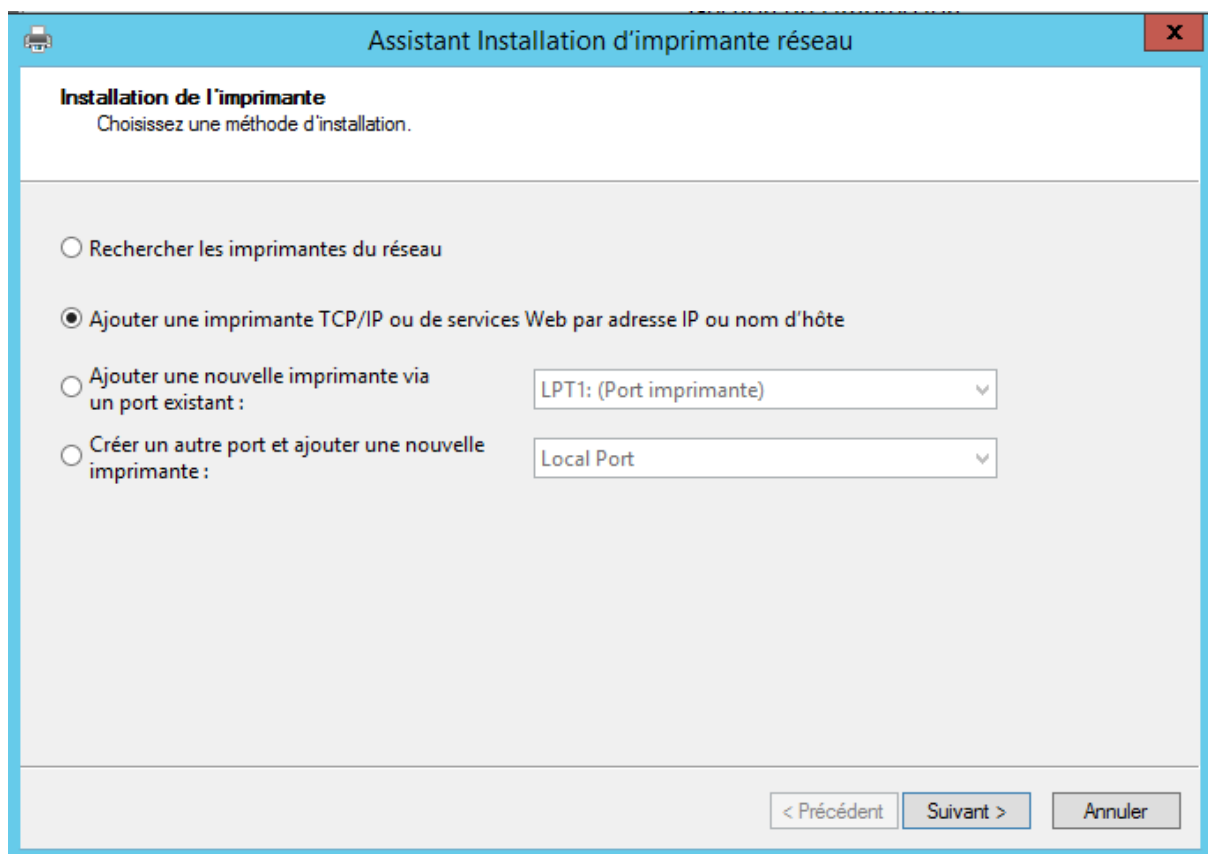 Assistant Installation d'imprimante réseau
x
Installation de l'imprimante
Choisissez une méthode d'installation.
Rechercher les imprimantes du réseau
Ajouter une imprimante TCP/IP ou de services Web par adresse IP ou nom d'hôte
Ajouter une nouvelle imprimante via
un port existant :
LPT1: (Port imprimante)
Créer un autre port et ajouter une nouvelle
imprimante :
Local Port
< Précédent
Suivant >
Annuler